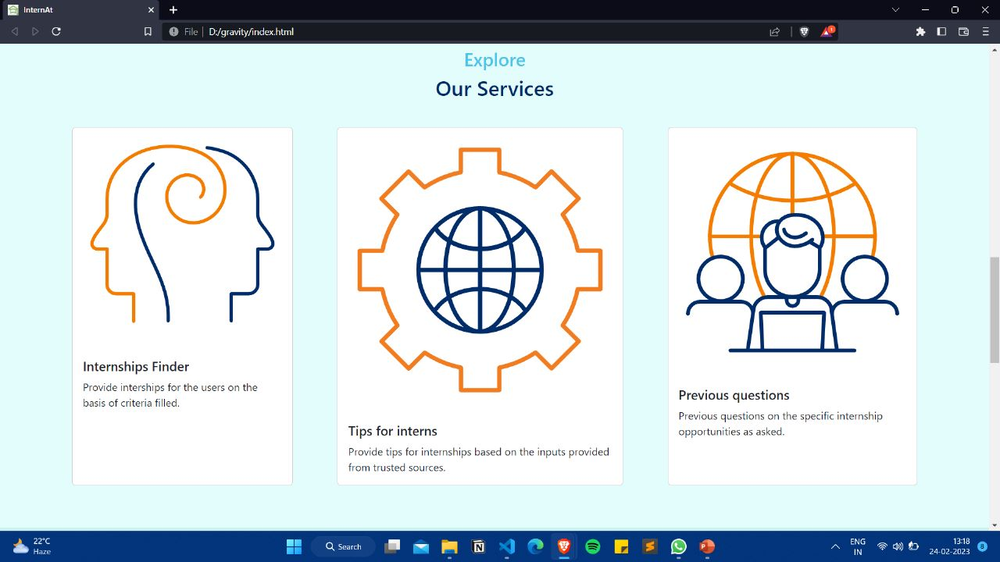 InternAt
File
D:/gravity/index.html
1
Explore
Our Services
Internships Finder
Provide interships for the users on the
basis of criteria filled.
Tips for interns
Provide tips for internships based on the inputs provided
from trusted sources.
Previous questions
Previous questions on the specific internship
opportunities as asked.
22°C
Haze
Search
ENG
IN
13:18
24-02-2023
8